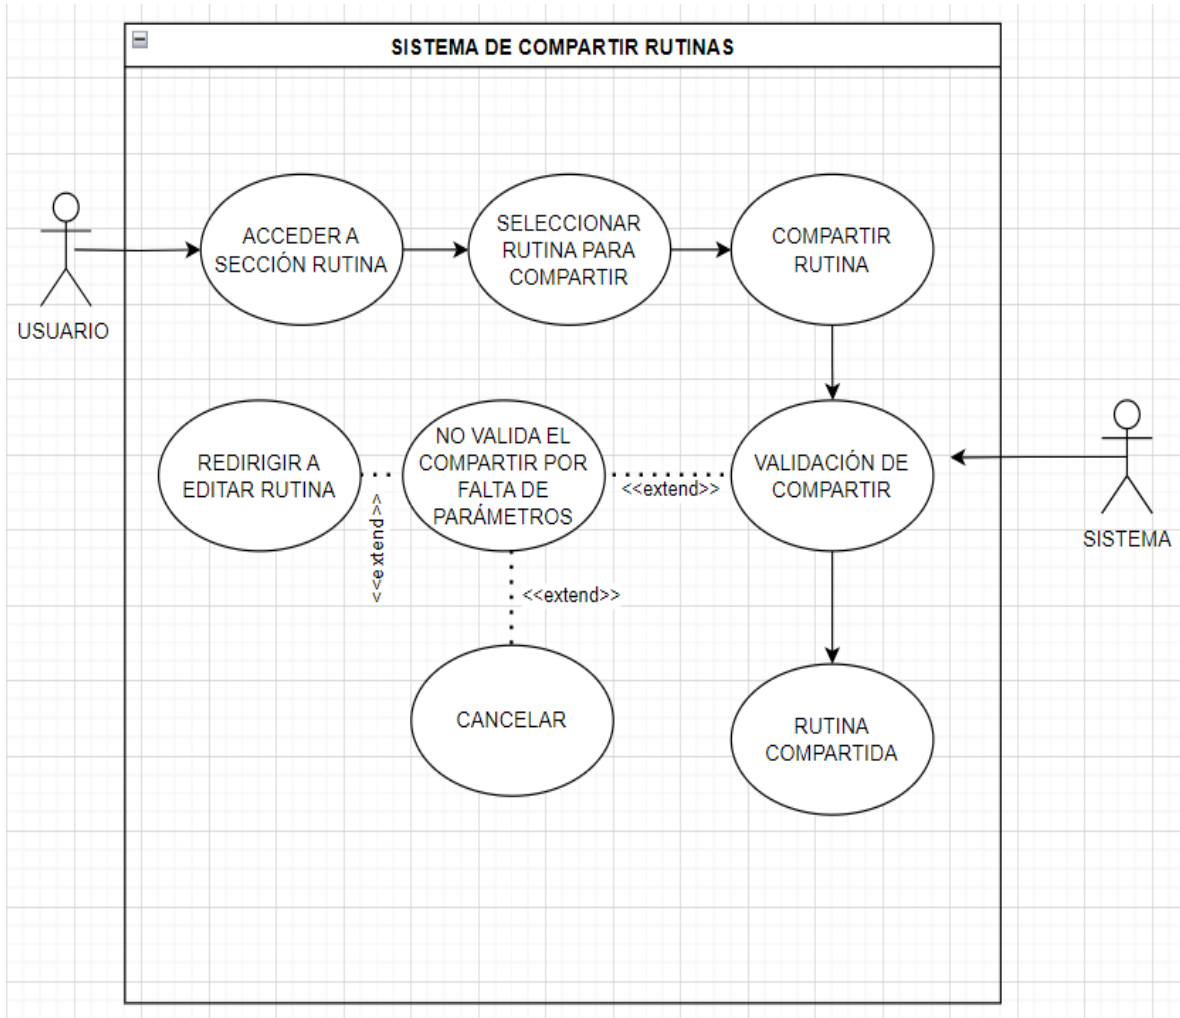 SISTEMA DE COMPARTIR RUTINAS
USUARIO
ACCEDER A
SECCIÓN RUTINA
SELECCIONAR
RUTINA PARA
COMPARTIR
COMPARTIR
RUTINA
REDIRIGIR A
EDITAR RUTINA
<<extend>>
NO VALIDA EL
COMPARTIR POR
FALTA DE
PARÁMETROS
<<extend>>
VALIDACIÓN DE
COMPARTIR
SISTEMA
<<extend>>
CANCELAR
RUTINA
COMPARTIDA